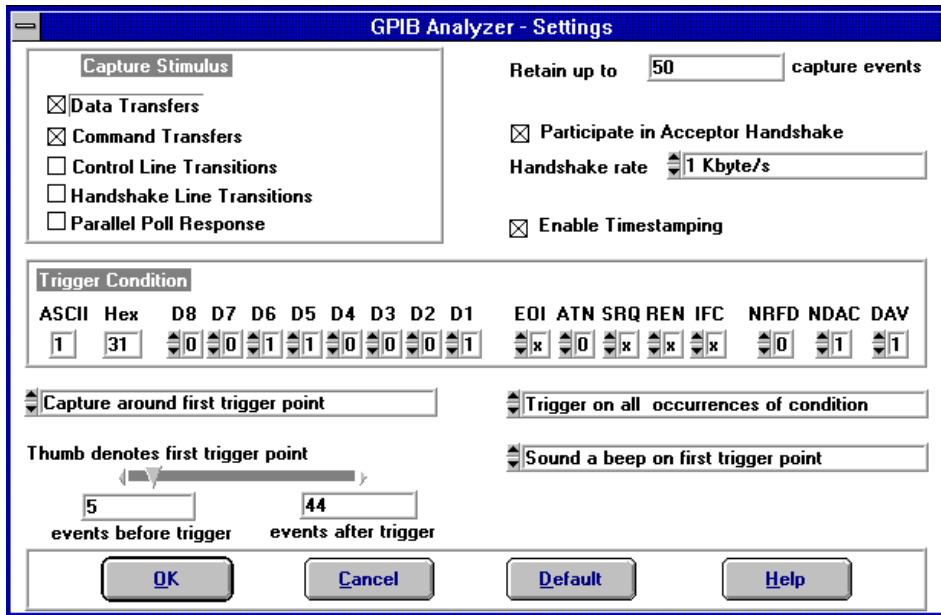 GPIB Analyzer - Settings
Capture Stimulus
Data Transfers
Command Transfers
Control Line Transitions
Handshake Line Transitions
Parallel Poll Response
Retain up to 50 capture events
Participate in Acceptor Handshake
Handshake rate 1 Kbyte/s
Enable Timestamping
Trigger Condition
ASCII Hex D8 D7 D6 D5 D4 D3 D2 D1 EOI ATN SRQ REN IFC NRFD NDAC DAV
1 31 0 0 1 1 0 0 0 1 x 0 x x x 0 1 1
Capture around first trigger point
Trigger on all occurrences of condition
Thumb denotes first trigger point
Sound a beep on first trigger point
5 44
events before trigger events after trigger
OK Cancel Default Help